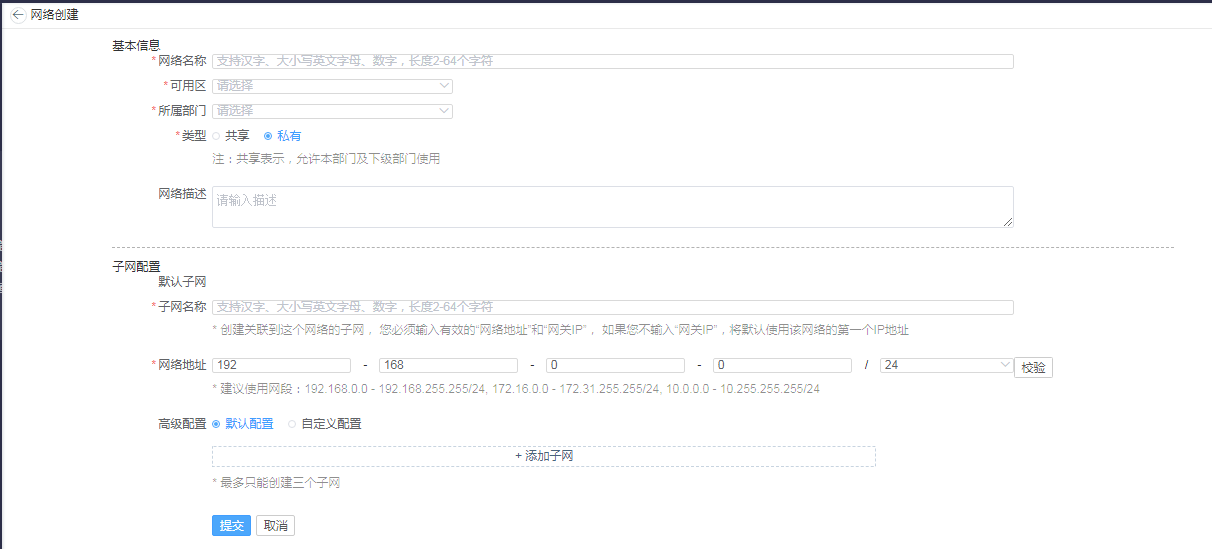 网络创建
基本信息
* 网络名称 支持汉字、大小写英文字母、数字，长度2-64个字符
* 可用区 请选择
* 所属部门 请选择
* 类型 共享 私有
注：共享表示，允许本部门及下级部门使用
网络描述 请输入描述
子网配置
默认子网
* 子网名称 支持汉字、大小写英文字母、数字，长度2-64个字符
* 创建关联到这个网络的子网， 您必须输入有效的“网络地址”和“网关IP”， 如果您不输入“网关IP”，将默认使用该网络的第一个IP地址
* 网络地址 192 - 168 - 0 - 0 / 24 校验
* 建议使用网段：192.168.0.0 - 192.168.255.255/24, 172.16.0.0 - 172.31.255.255/24, 10.0.0.0 - 10.255.255.255/24
高级配置 默认配置 自定义配置
+ 添加子网
* 最多只能创建三个子网
提交 取消